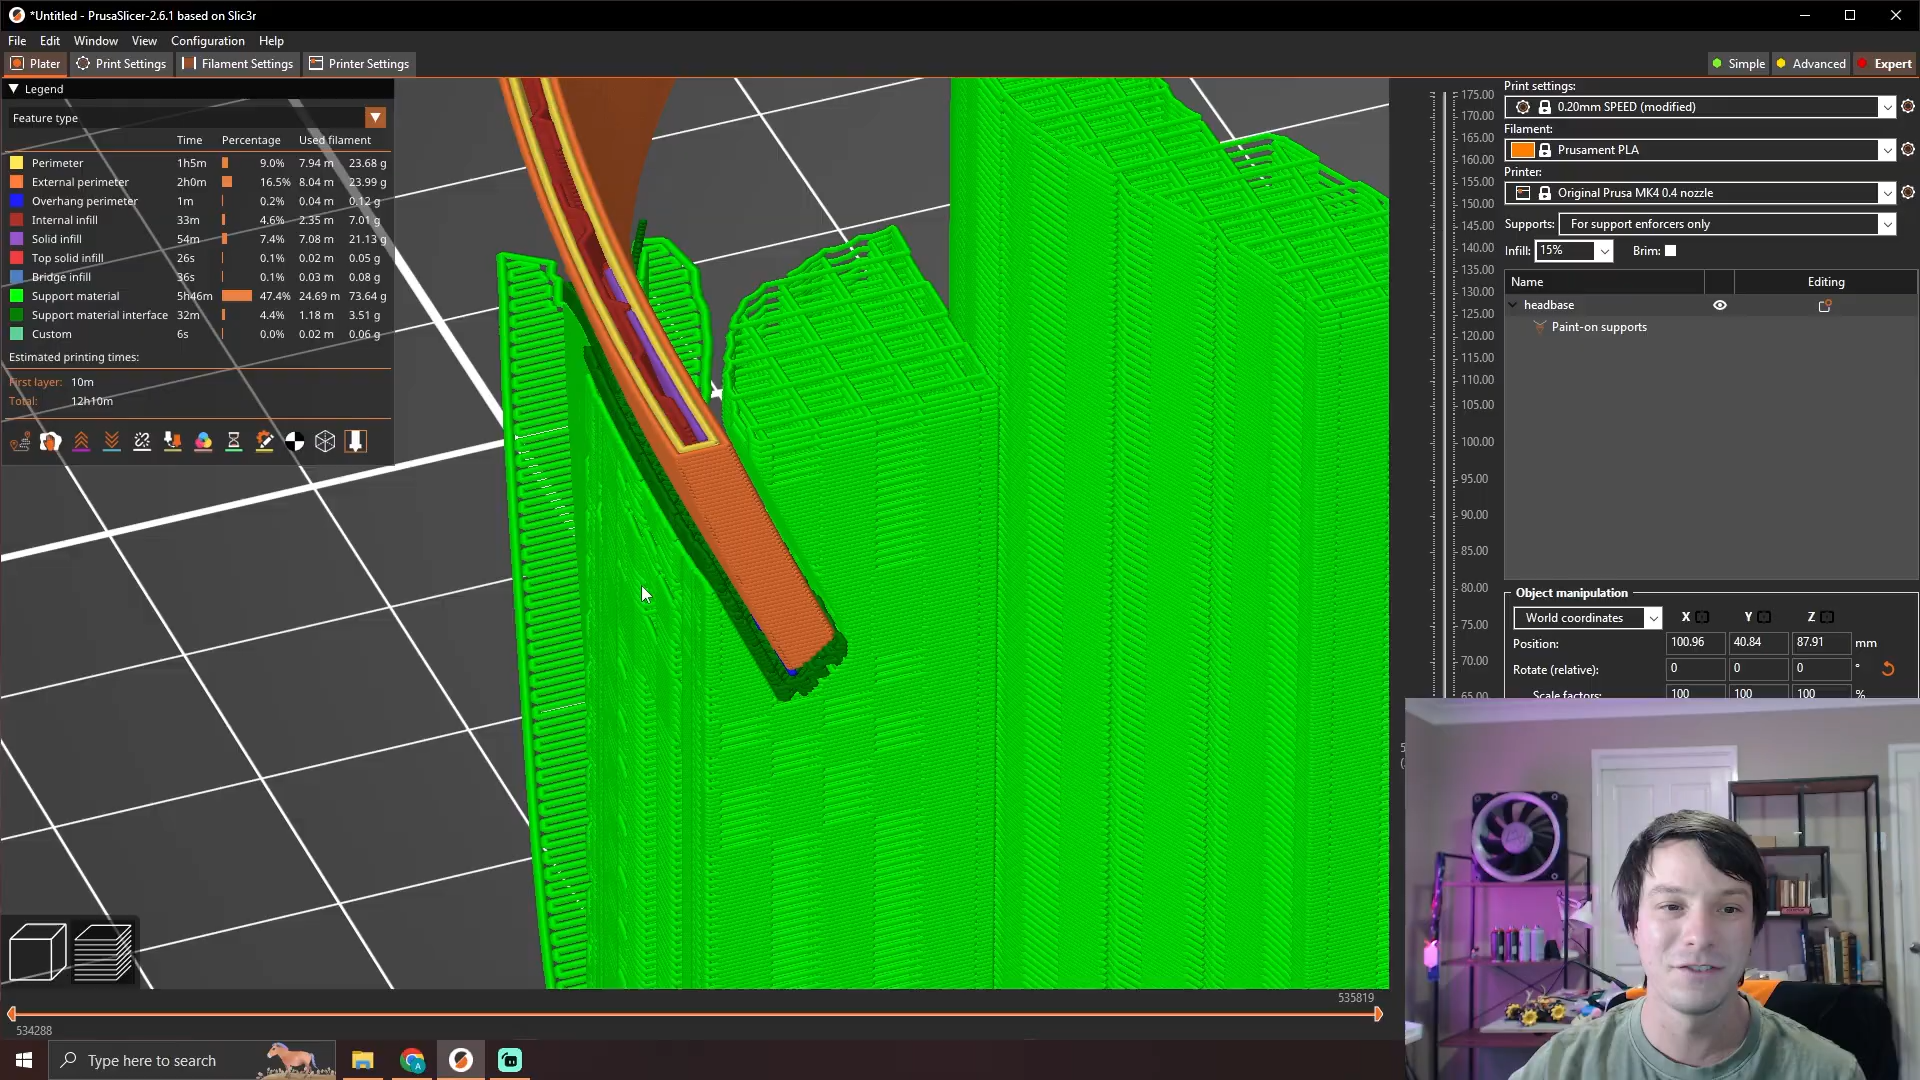 *Untitled - PrusaSlicer-2.6.1 based on Slic3r
File Edit Window View Configuration Help
Plater Print Settings Filament Settings Printer Settings Simple Advanced Expert
Legend
Feature type
Time Percentage Used filament
Perimeter 1h5m 9.0% 7.94 m 23.68 g
External perimeter 2h0m 16.5% 8.04 m 23.99 g
Overhang perimeter 1m 0.2% 0.04 m 0.12 g
Internal infill 33m 4.6% 2.35 m 7.01 g
Solid infill 54m 7.4% 7.08 m 21.13 g
Top solid infill 26s 0.1% 0.02 m 0.05 g
Bridge infill 36s 0.1% 0.03 m 0.08 g
Support material 5h46m 47.4% 24.69 m 73.64 g
Support material interface 32m 4.4% 1.18 m 3.51 g
Custom 6s 0.0% 0.02 m 0.06 g
Estimated printing times:
First layer: 10m
Total: 12h10m
175.00
170.00
165.00
160.00
155.00
150.00
145.00
140.00
135.00
130.00
125.00
120.00
115.00
110.00
105.00
100.00
95.00
90.00
85.00
80.00
75.00
70.00
65.00
Print settings:
0.20mm SPEED (modified)
Filament:
Prusament PLA
Printer:
Original Prusa MK4 0.4 nozzle
Supports: For support enforcers only
Infill: 15% Brim:
Name Editing
headbase
Paint-on supports
Object manipulation
World coordinates X Y Z
Position: 100.96 40.84 87.91 mm
Rotate (relative): 0 0 0 °
Scale factors: 100 100 100 %
535819
534288
Type here to search